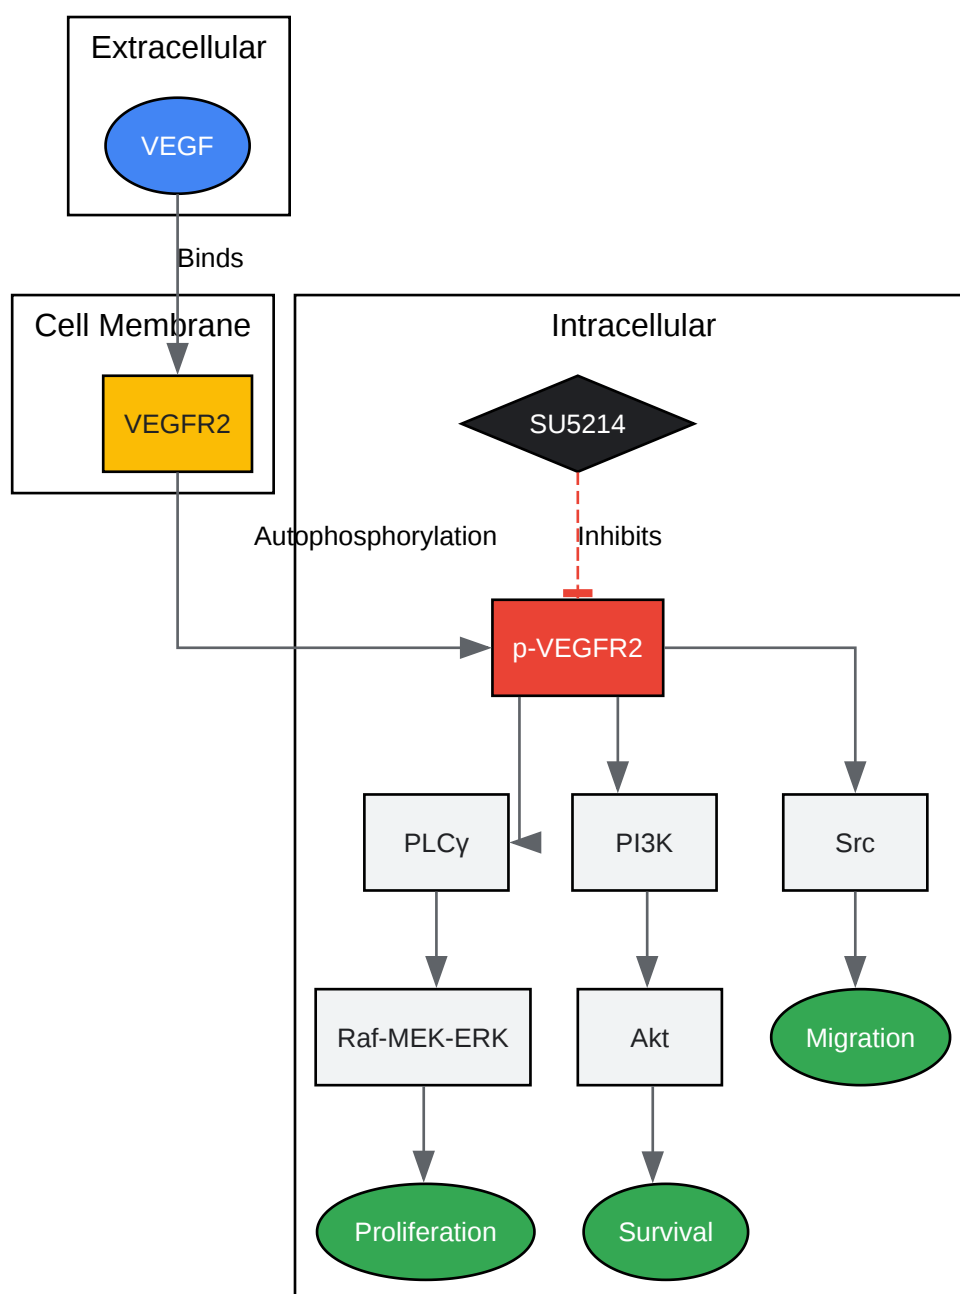 Extracellular
VEGF
Binds
Cell Membrane
Intracellular
VEGFR2
SU5214
Autophosphorylation
Inhibits
p-VEGFR2
PLCγ
PI3K
Src
Raf-MEK-ERK
Akt
Migration
Proliferation
Survival